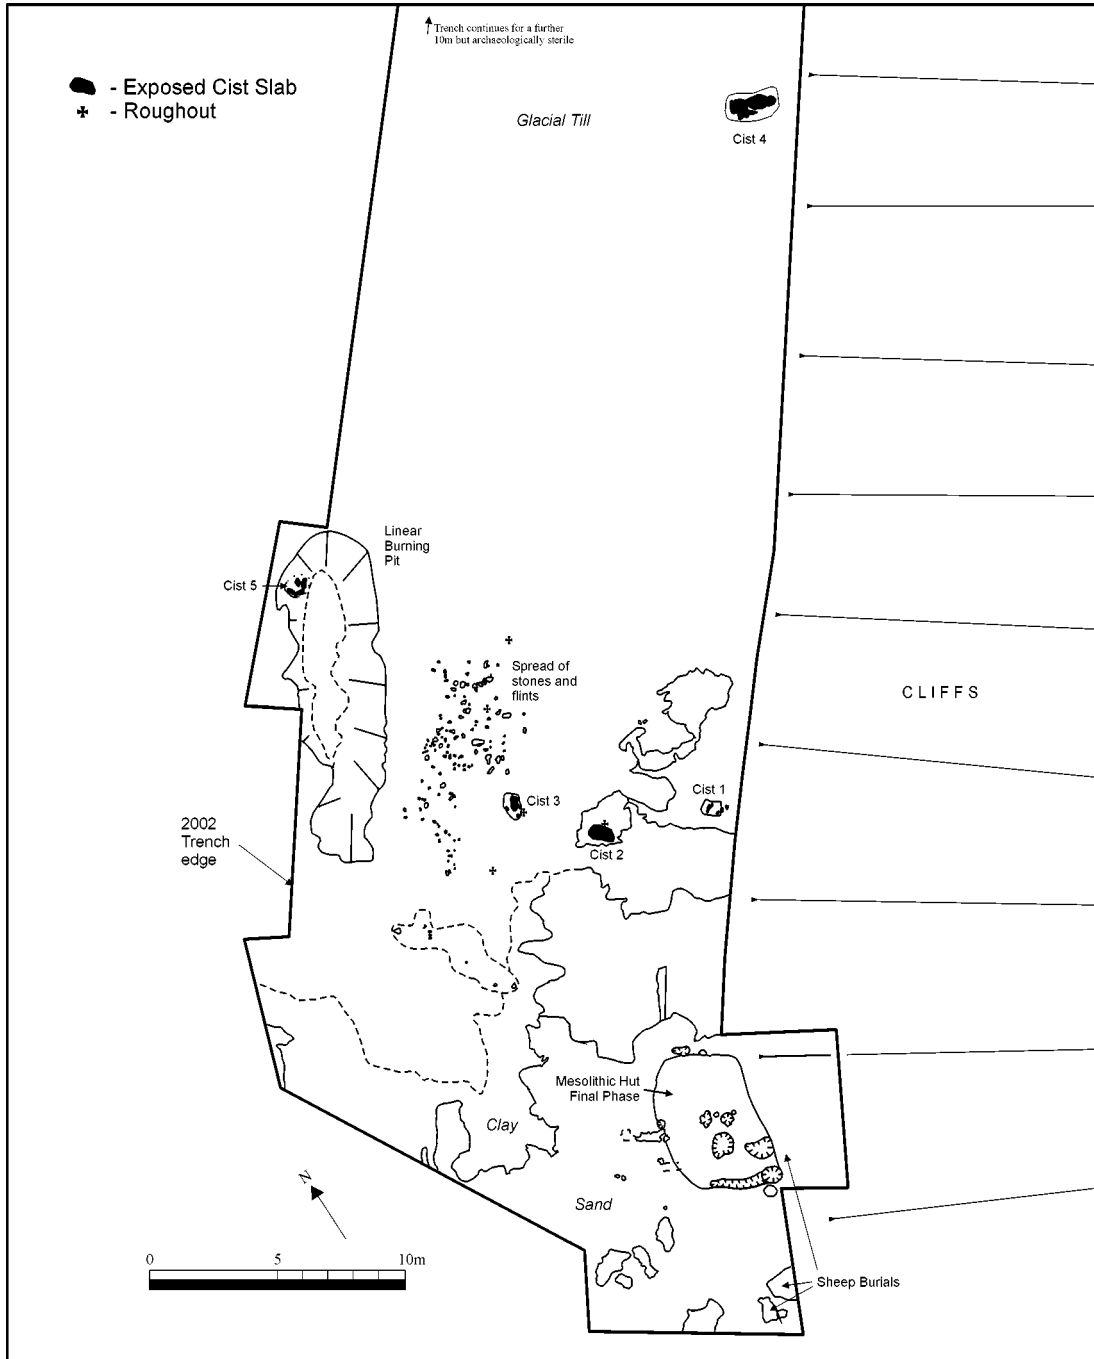 Trench continues for a further
10m but archaeologically sterile
- Exposed Cist Slab
- Roughout
Glacial Till
Cist 4
Linear
Burning
Pit
Cist 5
Spread of
stones and
flints
CLIFFS
Cist 1
Cist 3
2002
Trench
edge
Cist 2
Mesolithic Hut
Final Phase
Clay
N
Sand
0 5 10m
Sheep Burials